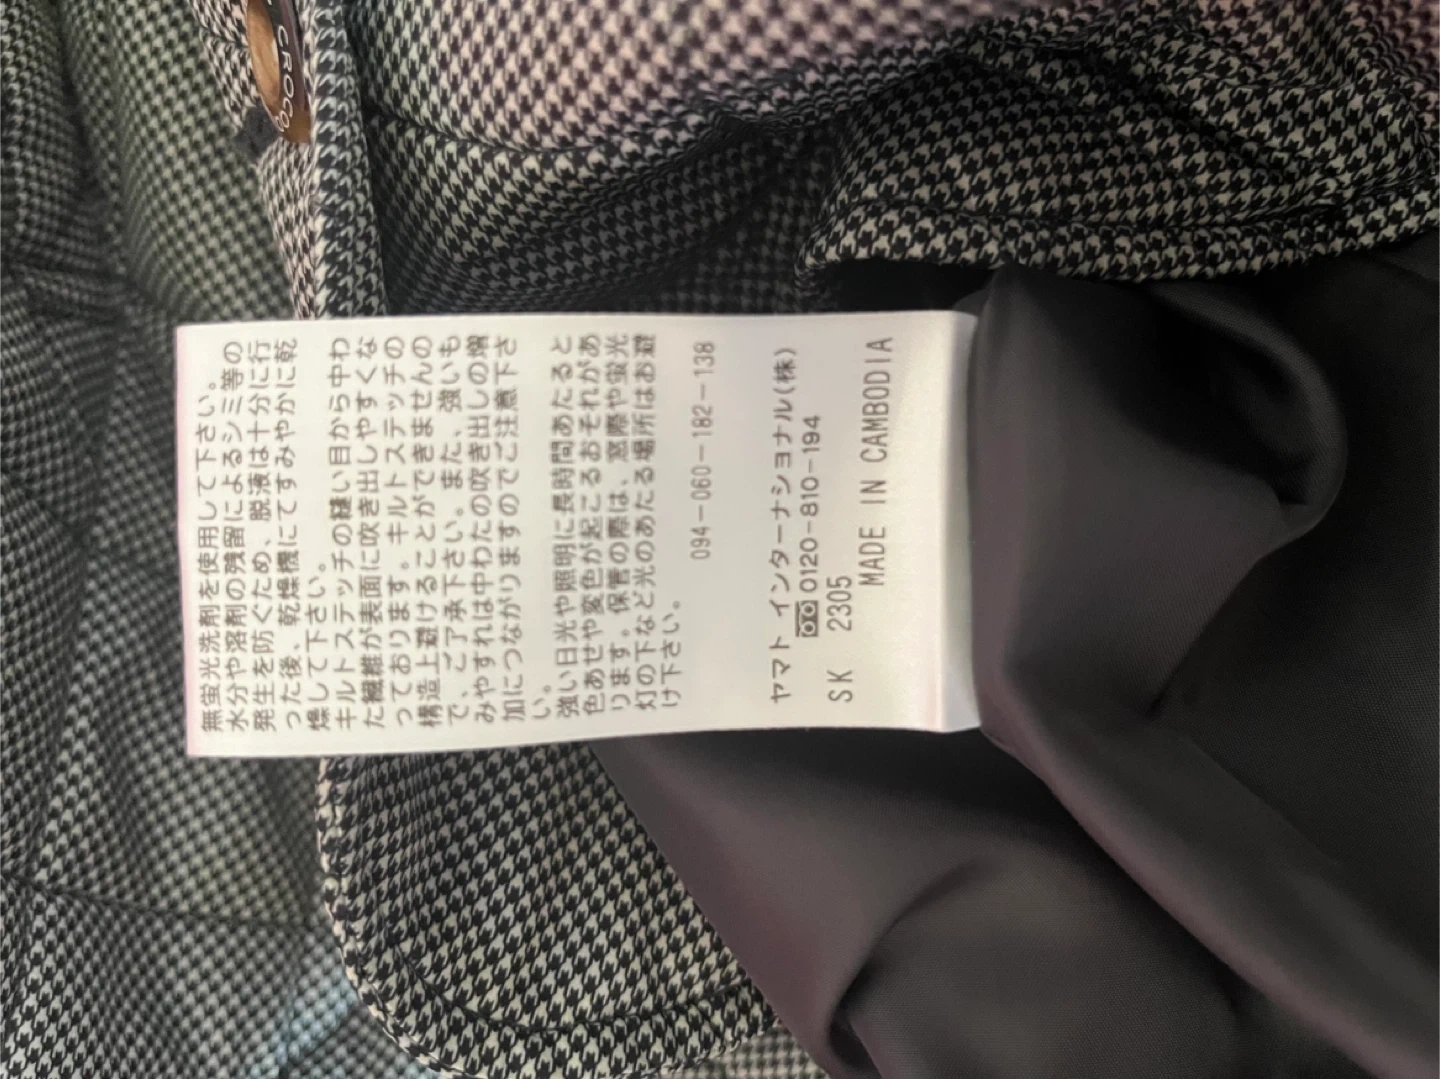 CROCO
無蛍光洗剤を使用して下さい。
水分や溶剤の残留によるシミ等の
発生を防ぐため、脱液は十分に行
った後、乾燥機にてすみやかに乾
燥して下さい。
キルトステッチの縫い目から中わ
た繊維が表面に吹き出しやすくな
っております。キルトステッチの
構造上避けることができませんの
で、ご了承下さい。また、強いも
みやすれは中わたの吹き出しの増
加につながりますのでご注意下さ
い。
強い日光や照明に長時間あたると
色あせや変色が起こるおそれがあ
ります。保管の際は、窓際や蛍光
灯の下など光のあたる場所はお避
け下さい。
094-060-182-138
ヤマト インターナショナル(株)
0120-810-194
SK 2305
MADE IN CAMBODIA